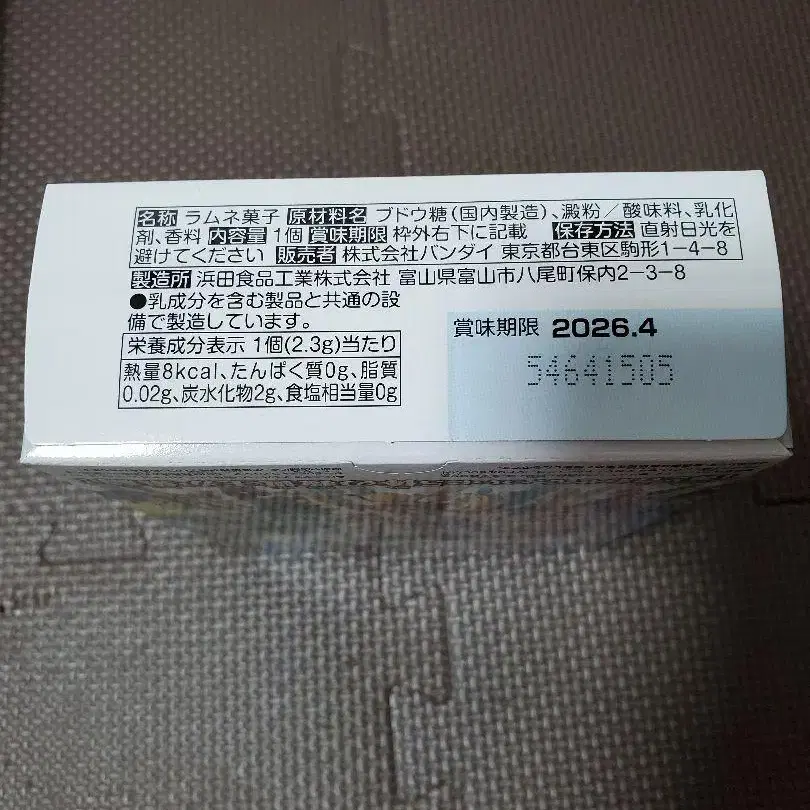 名称 ラムネ菓子 原材料名 ブドウ糖(国内製造)、澱粉／酸味料、乳化
剤、香料 内容量 1個 賞味期限 枠外右下に記載 保存方法 直射日光を
避けてください 販売者 株式会社バンダイ 東京都台東区駒形1-4-8
製造所 浜田食品工業株式会社 富山県富山市八尾町保内2-3-8
●乳成分を含む製品と共通の設
備で製造しています。
栄養成分表示 1個(2.3g)当たり
熱量8kcal、たんぱく質0g、脂質
0.02g、炭水化物2g、食塩相当量0g
賞味期限 2026.4
54641505